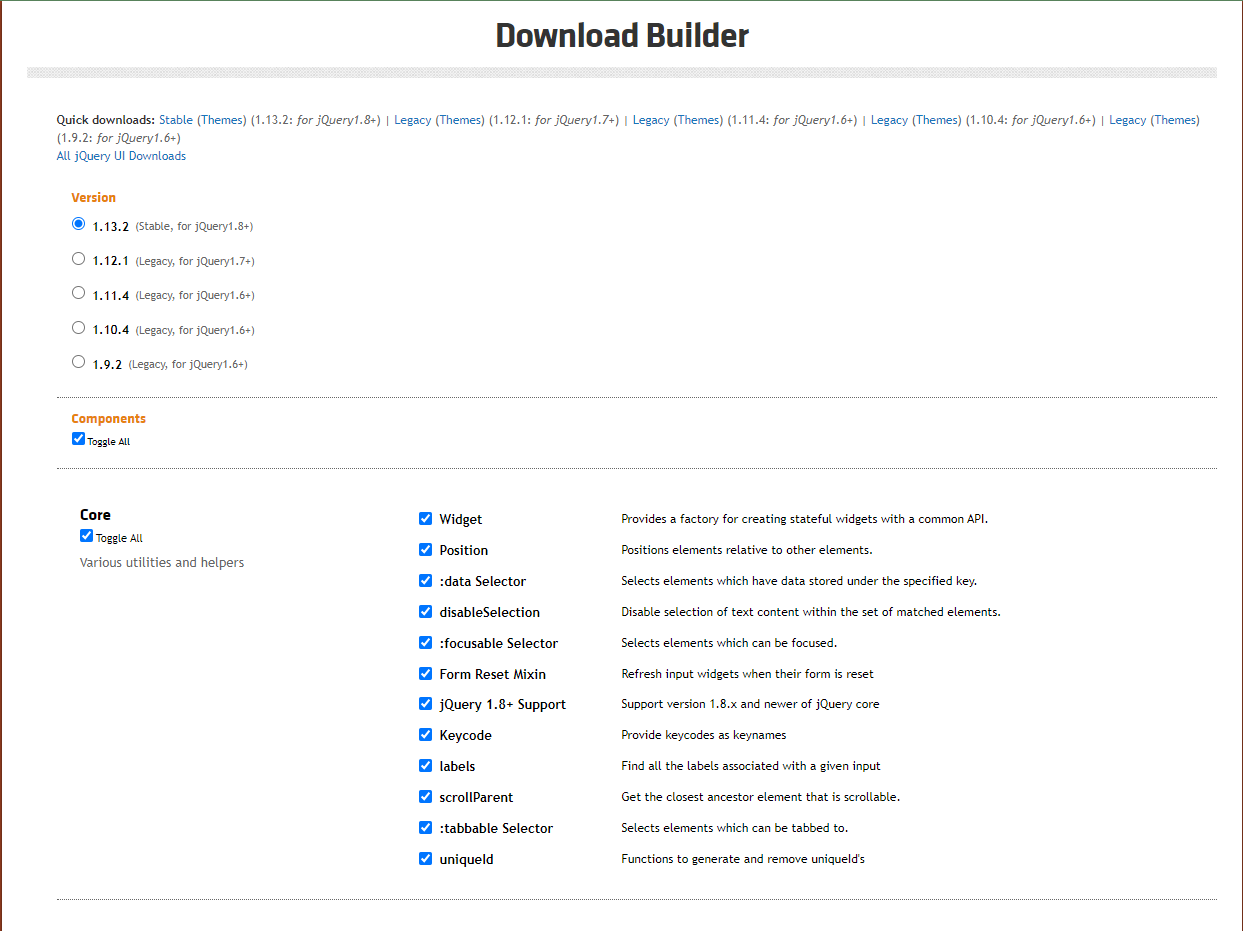 Download Builder
Quick downloads: Stable (Themes) (1.13.2: for jQuery1.8+) | Legacy (Themes) (1.12.1: for jQuery1.7+) | Legacy (Themes) (1.11.4: for jQuery1.6+) | Legacy (Themes) (1.10.4: for jQuery1.6+) | Legacy (Themes)
(1.9.2: for jQuery1.6+)
All jQuery UI Downloads
Version
1.13.2 (Stable, for jQuery1.8+)
1.12.1 (Legacy, for jQuery1.7+)
1.11.4 (Legacy, for jQuery1.6+)
1.10.4 (Legacy, for jQuery1.6+)
1.9.2 (Legacy, for jQuery1.6+)
Components
Toggle All
Core
Toggle All
Various utilities and helpers
Widget Provides a factory for creating stateful widgets with a common API.
Position Positions elements relative to other elements.
:data Selector Selects elements which have data stored under the specified key.
disableSelection Disable selection of text content within the set of matched elements.
:focusable Selector Selects elements which can be focused.
Form Reset Mixin Refresh input widgets when their form is reset
jQuery 1.8+ Support Support version 1.8.x and newer of jQuery core
Keycode Provide keycodes as keynames
labels Find all the labels associated with a given input
scrollParent Get the closest ancestor element that is scrollable.
:tabbable Selector Selects elements which can be tabbed to.
uniqueId Functions to generate and remove uniqueId's